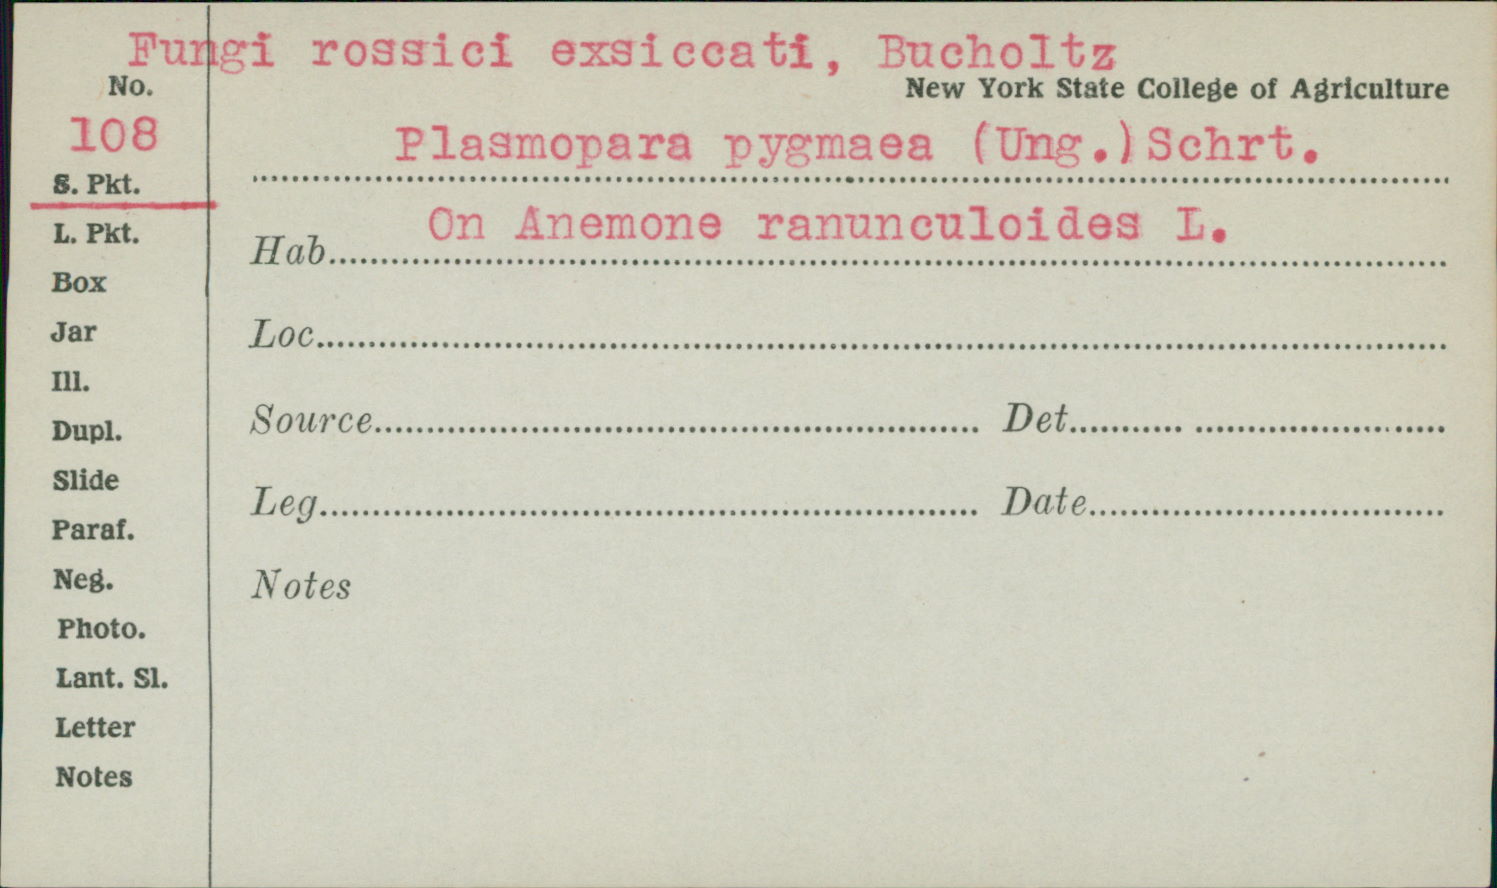 Fungi rossici exsiccati, Bucholtz
No.
New York State College of Agriculture
108
Plasmopara pygmaea (Ung.) Schrt.
S. Pkt.
On Anemone ranunculoides L.
L. Pkt.
Hab
Box
Jar
Loc
Ill.
Dupl.
Source Det
Slide
Leg Date
Paraf.
Neg.
Notes
Photo.
Lant. Sl.
Letter
Notes